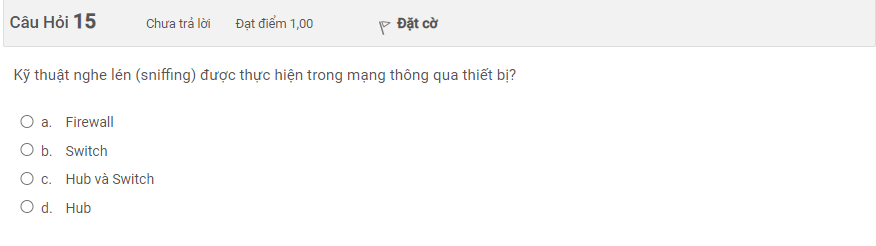 Câu Hỏi 15 Chưa trả lời Đạt điểm 1,00 Đặt cờ
Kỹ thuật nghe lén (sniffing) được thực hiện trong mạng thông qua thiết bị?
a. Firewall
b. Switch
c. Hub và Switch
d. Hub